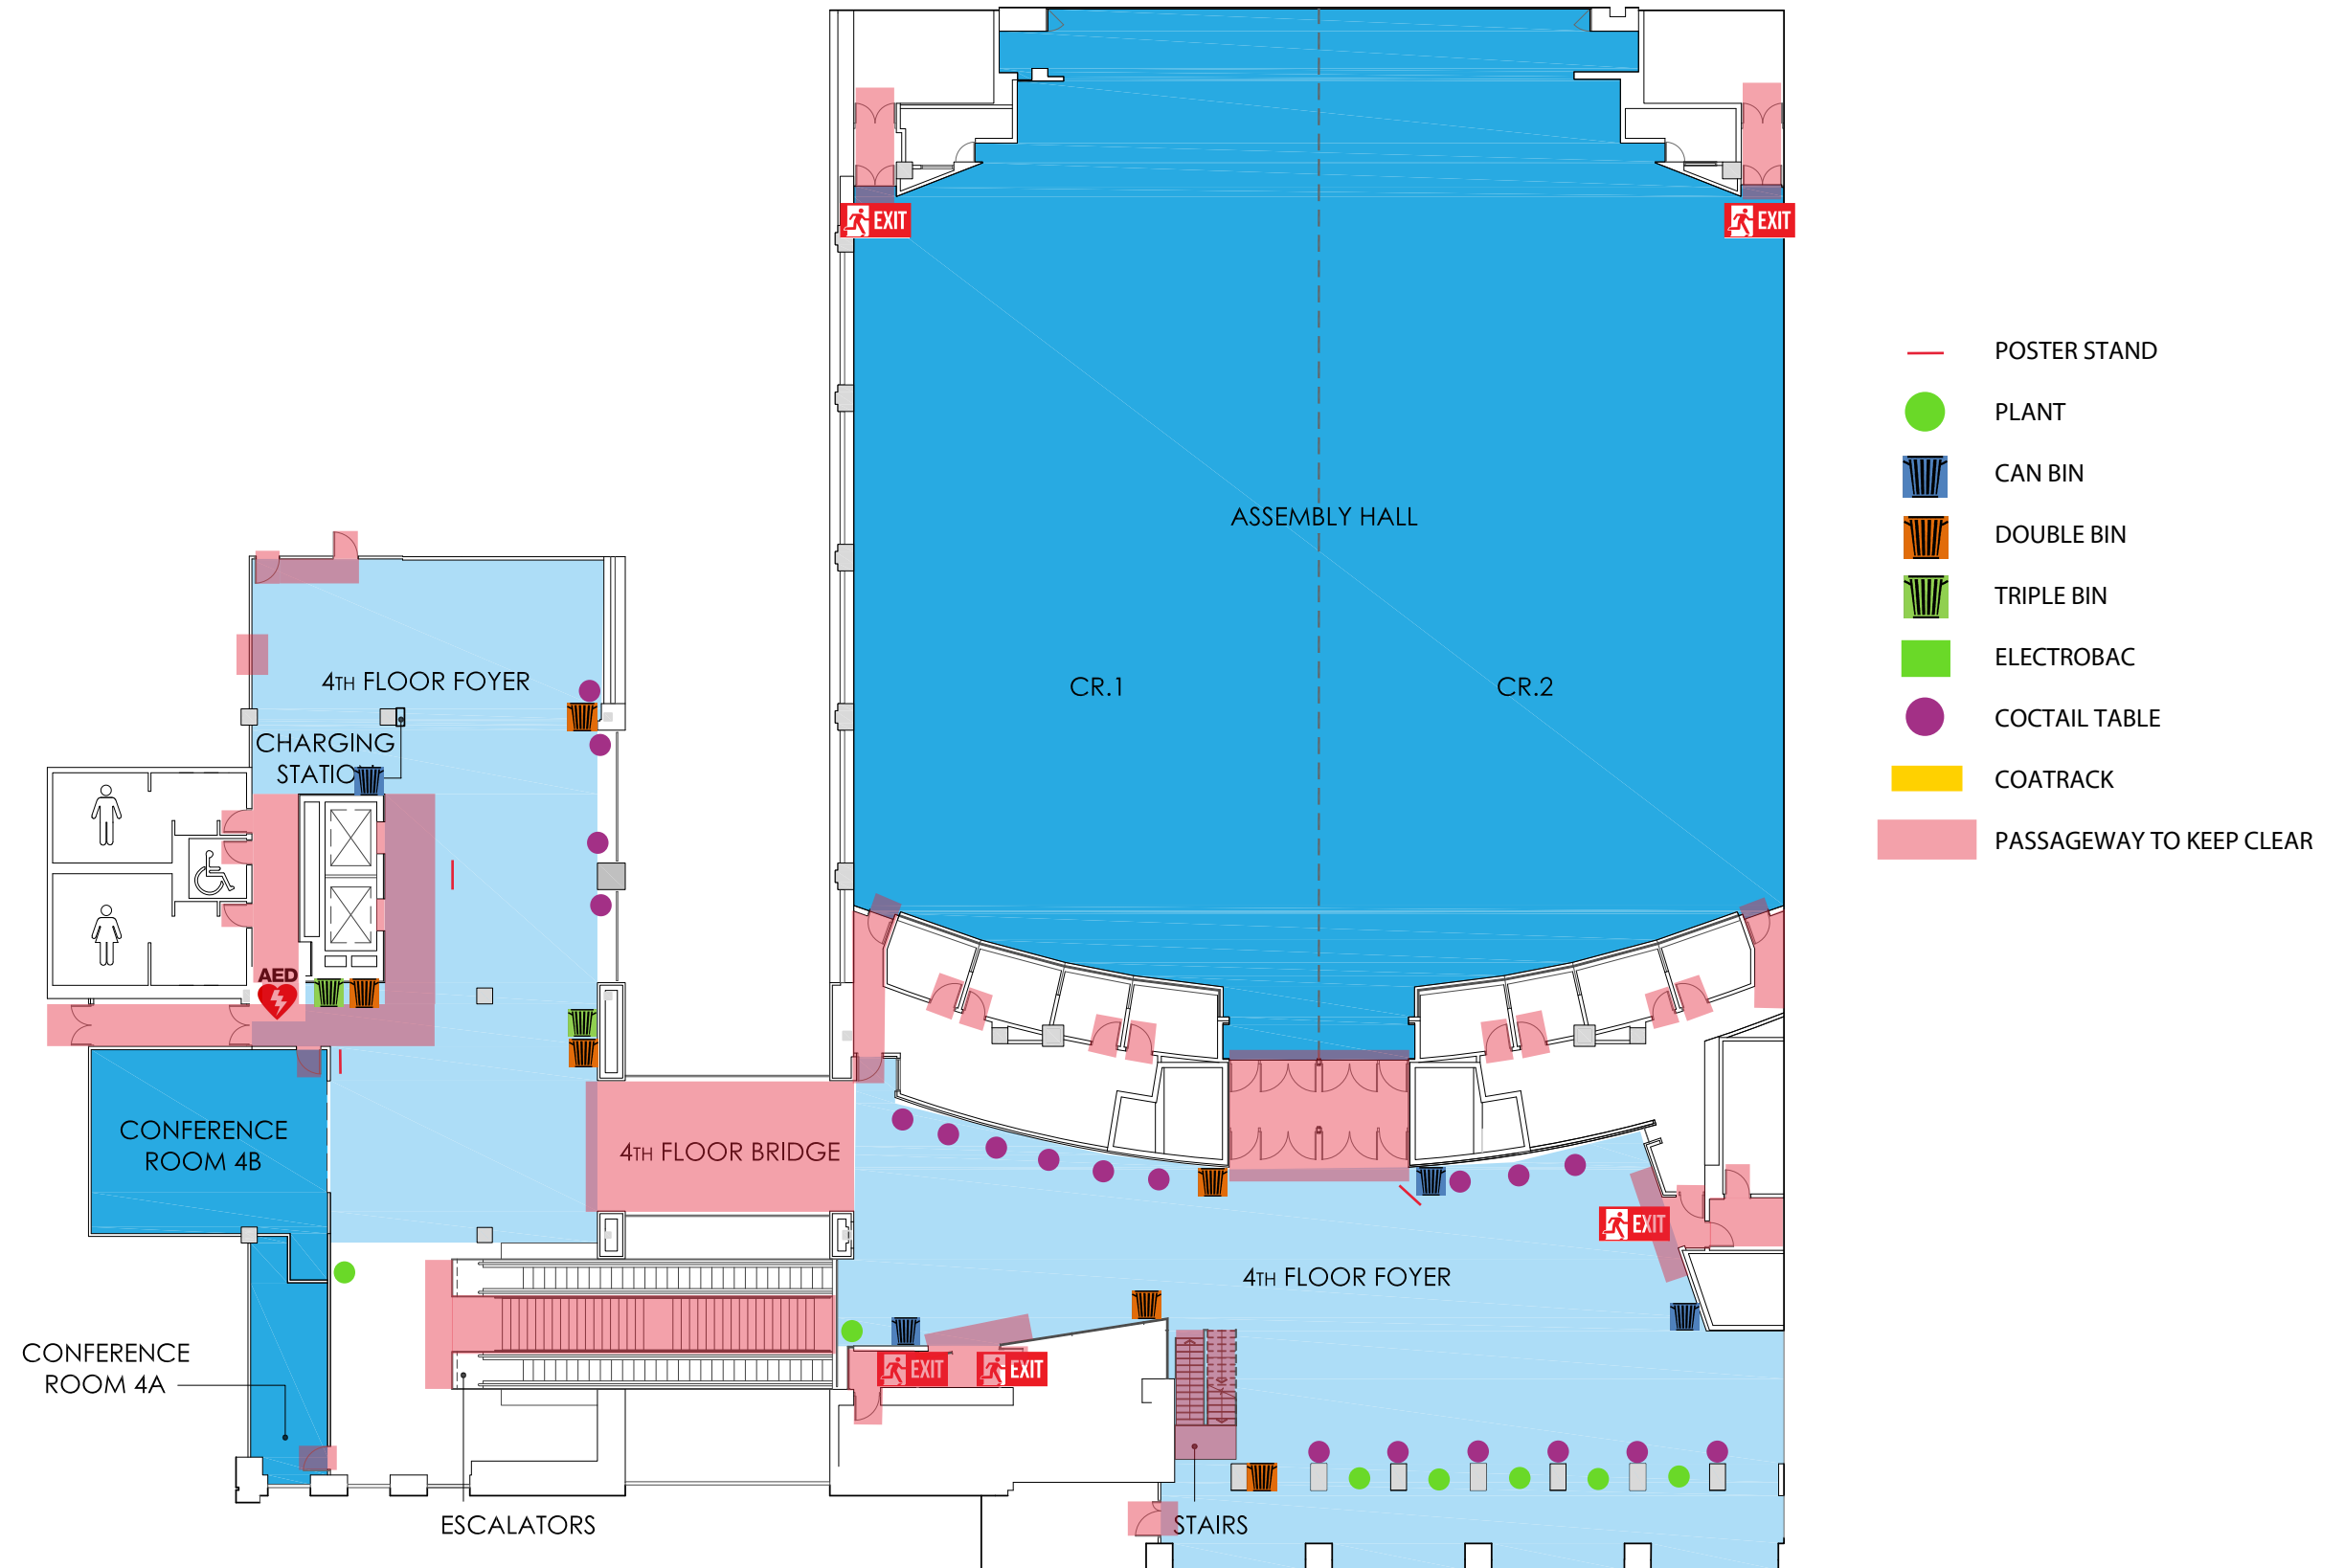 EXIT
EXIT
POSTER STAND
PLANT
CAN BIN
DOUBLE BIN
TRIPLE BIN
ELECTROBAC
COCTAIL TABLE
COATRACK
PASSAGEWAY TO KEEP CLEAR
ASSEMBLY HALL
CR.1
CR.2
4TH FLOOR FOYER
CHARGING
STATION
AED
CONFERENCE
ROOM 4B
4TH FLOOR BRIDGE
EXIT
4TH FLOOR FOYER
CONFERENCE
ROOM 4A
EXIT
EXIT
ESCALATORS
STAIRS